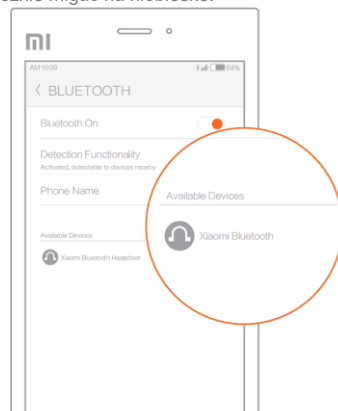 mi
AM 10:09 64%
< BLUETOOTH
Bluetooth On
Detection Functionality
Activated, detectable to devices nearby
Phone Name
Available Devices
Xiaomi Bluetooth Headset
Available Devices
Xiaomi Bluetooth